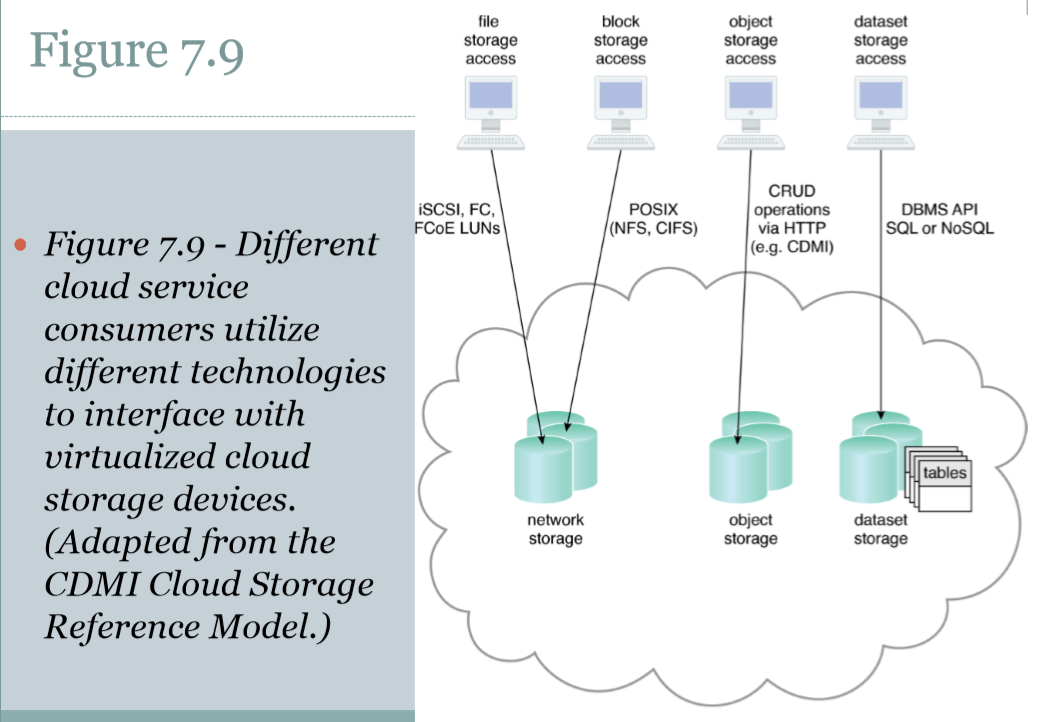 Figure 7.9
• Figure 7.9 - Different
cloud service
consumers utilize
different technologies
to interface with
virtualized cloud
storage devices.
(Adapted from the
CDMI Cloud Storage
Reference Model.)
file
storage
access
block
storage
access
object
storage
access
dataset
storage
access
iSCSI, FC,
FCoE LUNs
POSIX
(NFS, CIFS)
CRUD
operations
via HTTP
(e.g. CDMI)
DBMS API
SQL or NoSQL
network
storage
object
storage
tables
dataset
storage